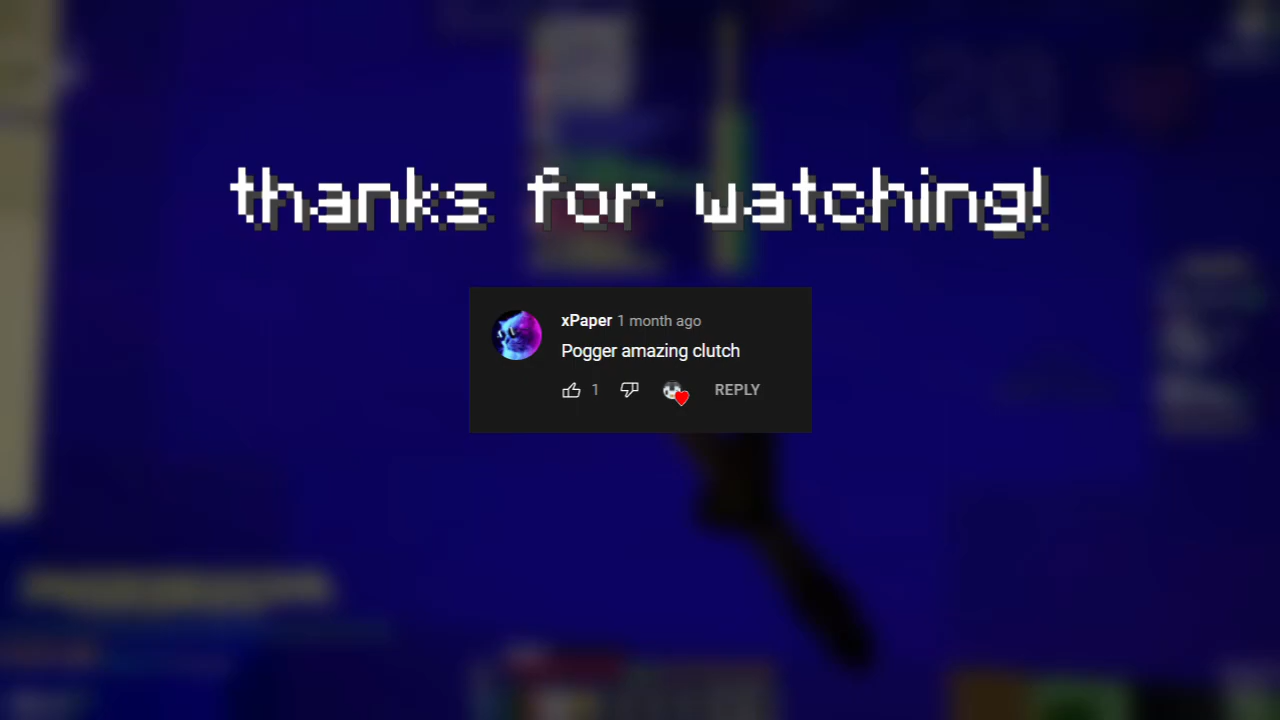 thanks for watching!
xPaper 1 month ago
Pogger amazing clutch
1 REPLY